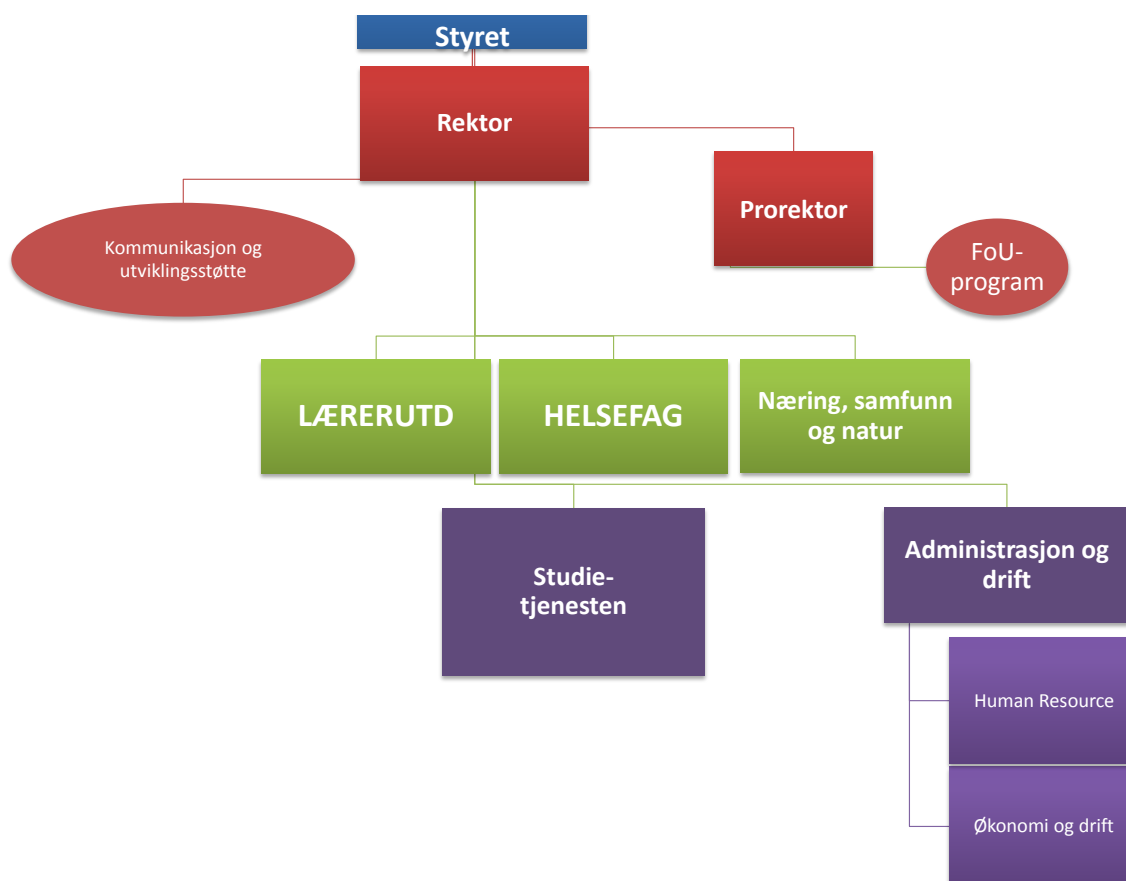 Styret
Rektor
Prorektor
Kommunikasjon og
utviklingsstøtte
FoU-
program
LÆRERUTD
HELSEFAG
Næring, samfunn
og natur
Studie-
tjenesten
Administrasjon og
drift
Human Resource
Økonomi og drift